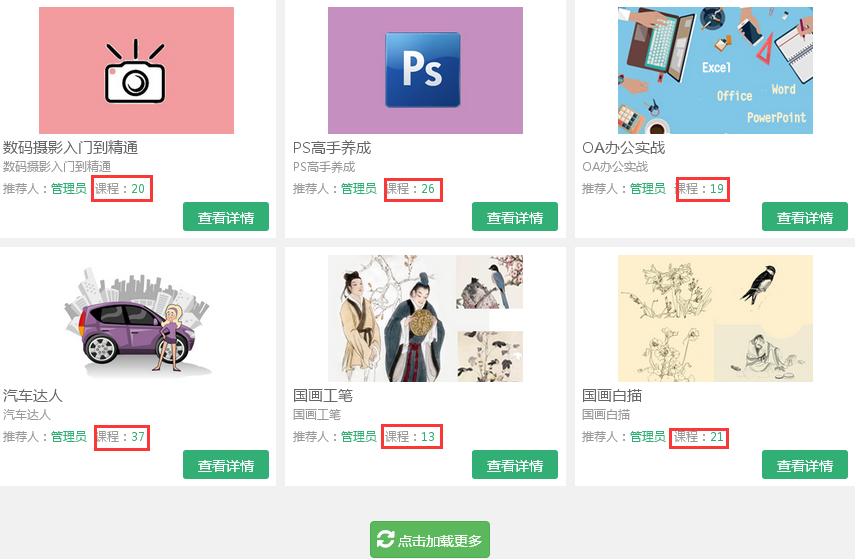 Ps
Excel
Word
Office
PowerPoint
数码摄影入门到精通
数码摄影入门到精通
推荐人：管理员 课程：20
查看详情
PS高手养成
PS高手养成
推荐人：管理员 课程：26
查看详情
OA办公实战
OA办公实战
推荐人：管理员 课程：19
查看详情
汽车达人
汽车达人
推荐人：管理员 课程：37
查看详情
国画工笔
国画工笔
推荐人：管理员 课程：13
查看详情
国画白描
国画白描
推荐人：管理员 课程：21
查看详情
点击加载更多